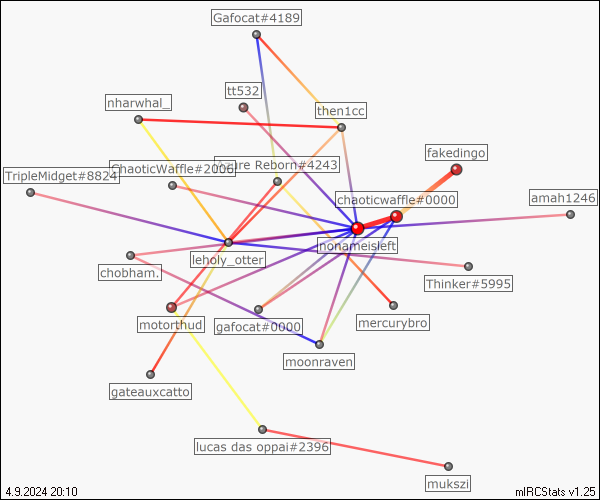 Gafocat#4189
tt532
nharwhal_
then1cc
fakedingo
ChaoticWaffle#2006
Reborn#4243
TripleMidget#8824
chaoticwaffle#0000
amah1246
nonameisleft
leholy_otter
chobham.
Thinker#5995
motorthud
gafocat#0000
mercurybro
moonraven
gateauxcatto
lucas das oppai#2396
mukszi
4.9.2024 20:10
mIRCStats v1.25